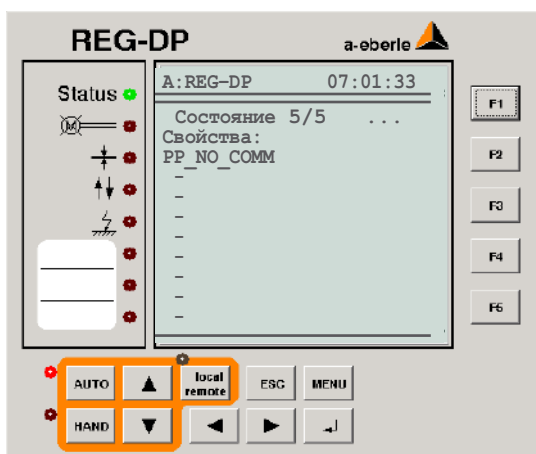 REG-DP
a-eberle
Status
A:REG-DP 07:01:33
Состояние 5/5 ...
Свойства:
PP_NO_COMM
-
-
-
-
-
-
-
-
M
F1
F2
F3
F4
F5
AUTO
local
remote
ESC
MENU
HAND